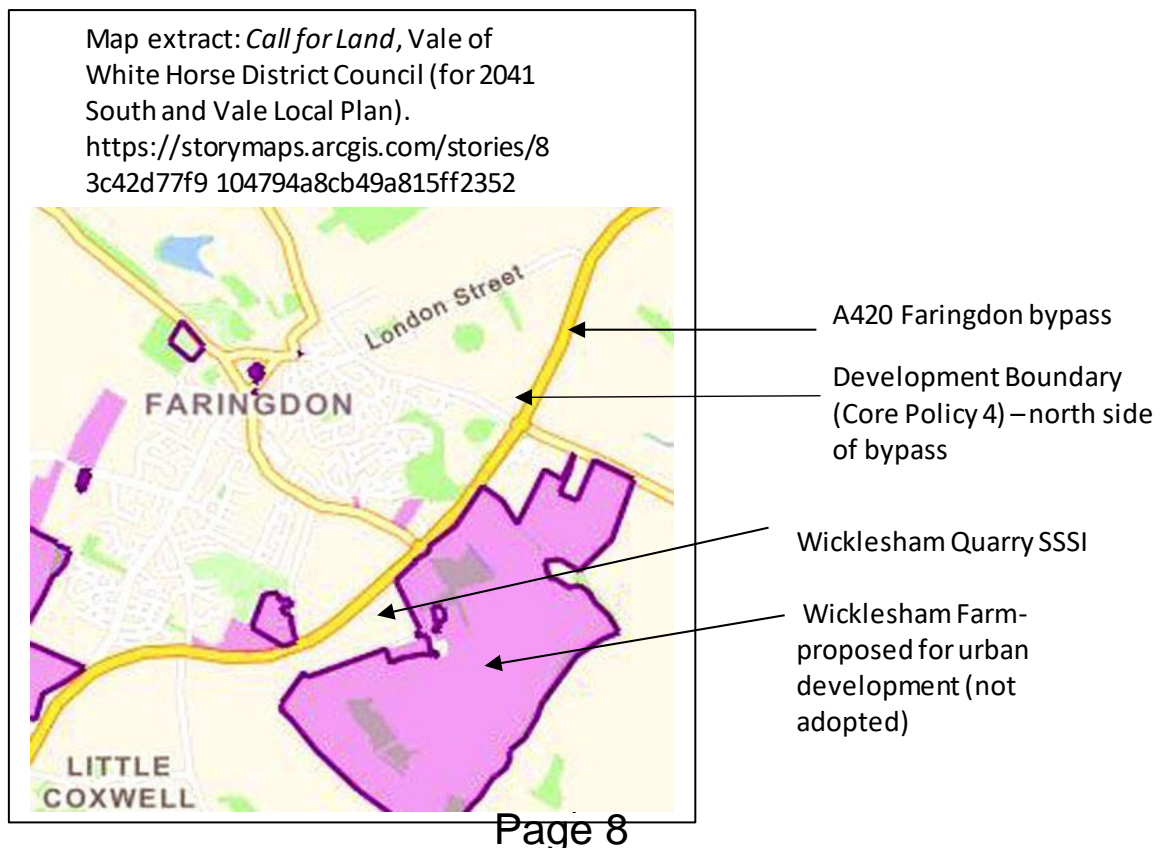 Map extract: Call for Land, Vale of
White Horse District Council (for 2041
South and Vale Local Plan).
https://storymaps.arcgis.com/stories/8
3c42d77f9 104794a8cb49a815ff2352
London Street
FARINGDON
LITTLE
COXWELL
A420 Faringdon bypass
Development Boundary
(Core Policy 4) – north side
of bypass
Wicklesham Quarry SSSI
Wicklesham Farm-
proposed for urban
development (not
adopted)
Page 8